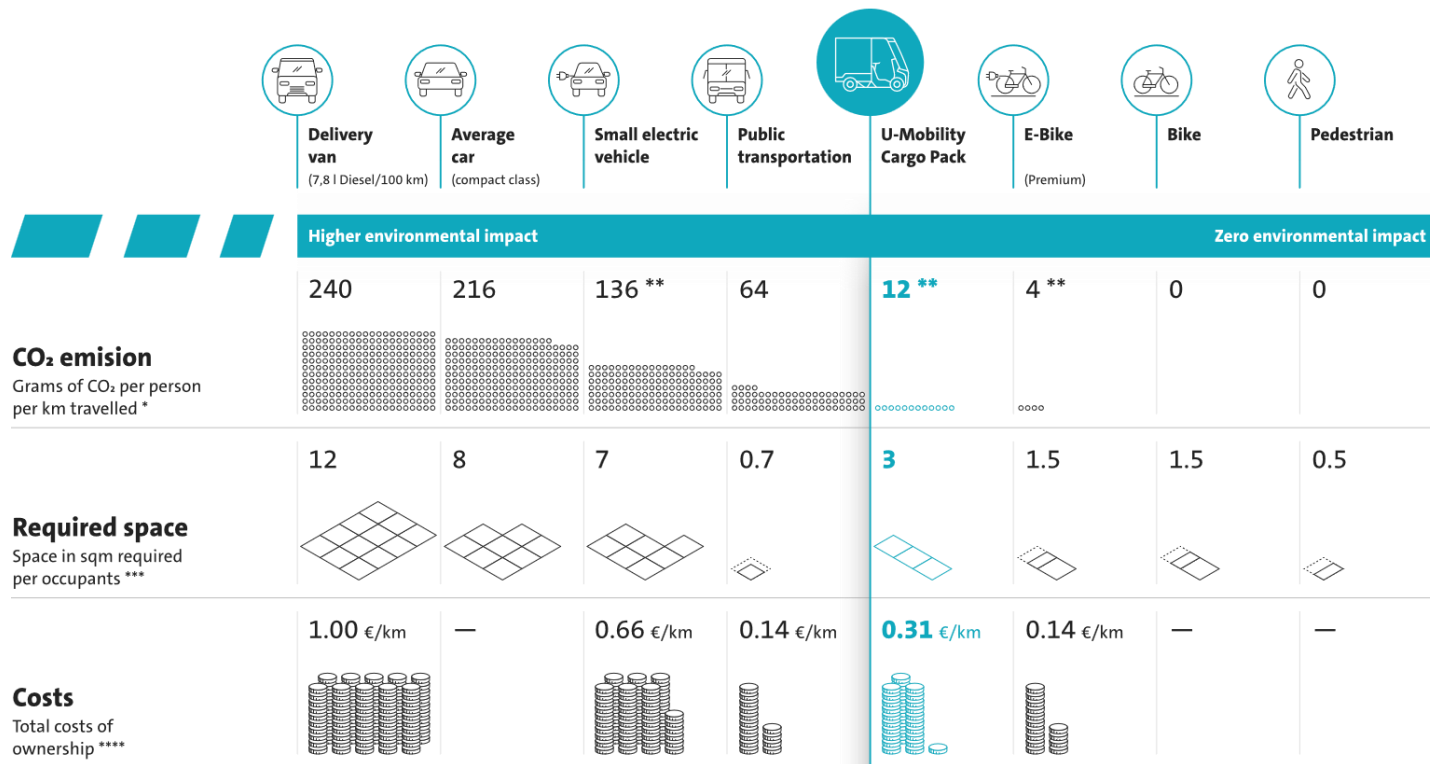 Delivery
van
(7,8 l Diesel/100 km)
Average
car
(compact class)
Small electric
vehicle
Public
transportation
U-Mobility
Cargo Pack
E-Bike
(Premium)
Bike
Pedestrian
Higher environmental impact
Zero environmental impact
CO₂ emision
Grams of CO₂ per person
per km travelled *
240
216
136 **
64
12 **
4 **
0
0
Required space
Space in sqm required
per occupants ***
12
8
7
0.7
3
1.5
1.5
0.5
Costs
Total costs of
ownership ****
1.00 €/km
—
0.66 €/km
0.14 €/km
0.31 €/km
0.14 €/km
—
—